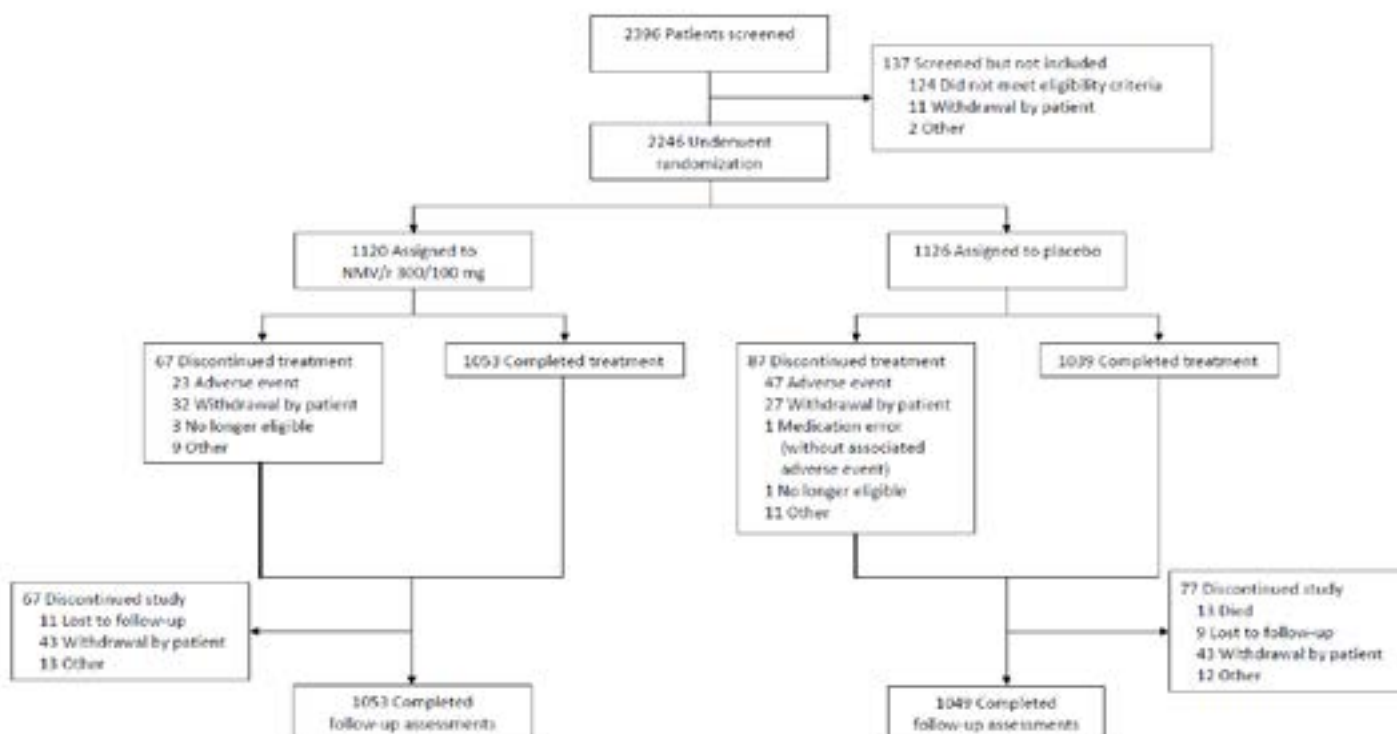 2396 Patients screened
137 Screened but not included
124 Did not meet eligibility criteria
11 Withdrawal by patient
2 Other
2246 Underwent
randomization
1120 Assigned to
NMV/r 300/100 mg
1126 Assigned to placebo
67 Discontinued treatment
23 Adverse event
32 Withdrawal by patient
3 No longer eligible
9 Other
1053 Completed treatment
87 Discontinued treatment
47 Adverse event
27 Withdrawal by patient
1 Medication error
(without associated
adverse event)
1 No longer eligible
11 Other
1039 Completed treatment
67 Discontinued study
11 Lost to follow-up
43 Withdrawal by patient
13 Other
77 Discontinued study
13 Died
9 Lost to follow-up
43 Withdrawal by patient
12 Other
1053 Completed
follow-up assessments
1049 Completed
follow-up assessments